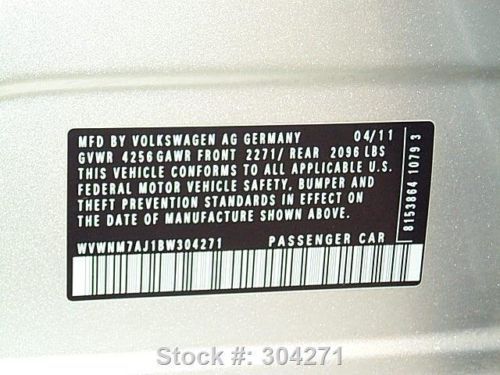 MFD BY VOLKSWAGEN AG GERMANY 04/11
GVWR 4256 GAWR FRONT 2271/ REAR 2096 LBS
THIS VEHICLE CONFORMS TO ALL APPLICABLE U.S.
FEDERAL MOTOR VEHICLE SAFETY, BUMPER AND
THEFT PREVENTION STANDARDS IN EFFECT ON
THE DATE OF MANUFACTURE SHOWN ABOVE.
WVWNM7AJ1BW304271 PASSENGER CAR
8153864 1079 3
Stock #: 304271